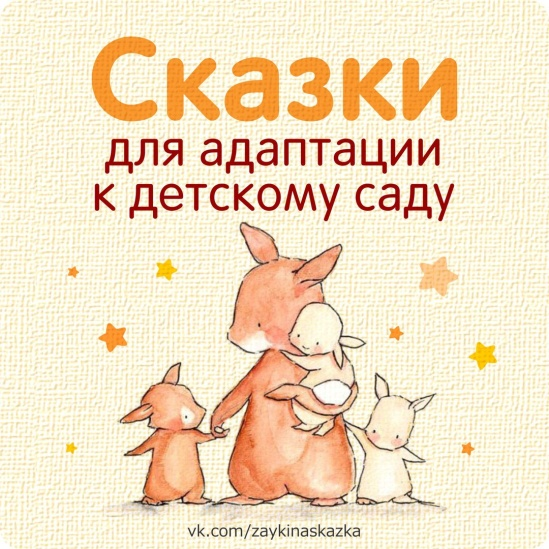 Сказки
для адаптации
к детскому саду
vk.com/zaykinaskazka